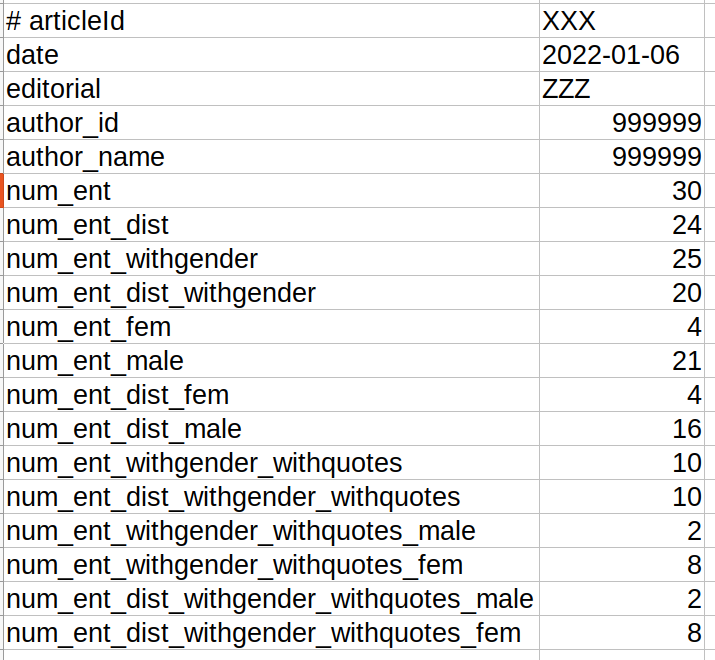 # articleId XXX
date 2022-01-06
editorial ZZZ
author_id 999999
author_name 999999
num_ent 30
num_ent_dist 24
num_ent_withgender 25
num_ent_dist_withgender 20
num_ent_fem 4
num_ent_male 21
num_ent_dist_fem 4
num_ent_dist_male 16
num_ent_withgender_withquotes 10
num_ent_dist_withgender_withquotes 10
num_ent_withgender_withquotes_male 2
num_ent_withgender_withquotes_fem 8
num_ent_dist_withgender_withquotes_male 2
num_ent_dist_withgender_withquotes_fem 8